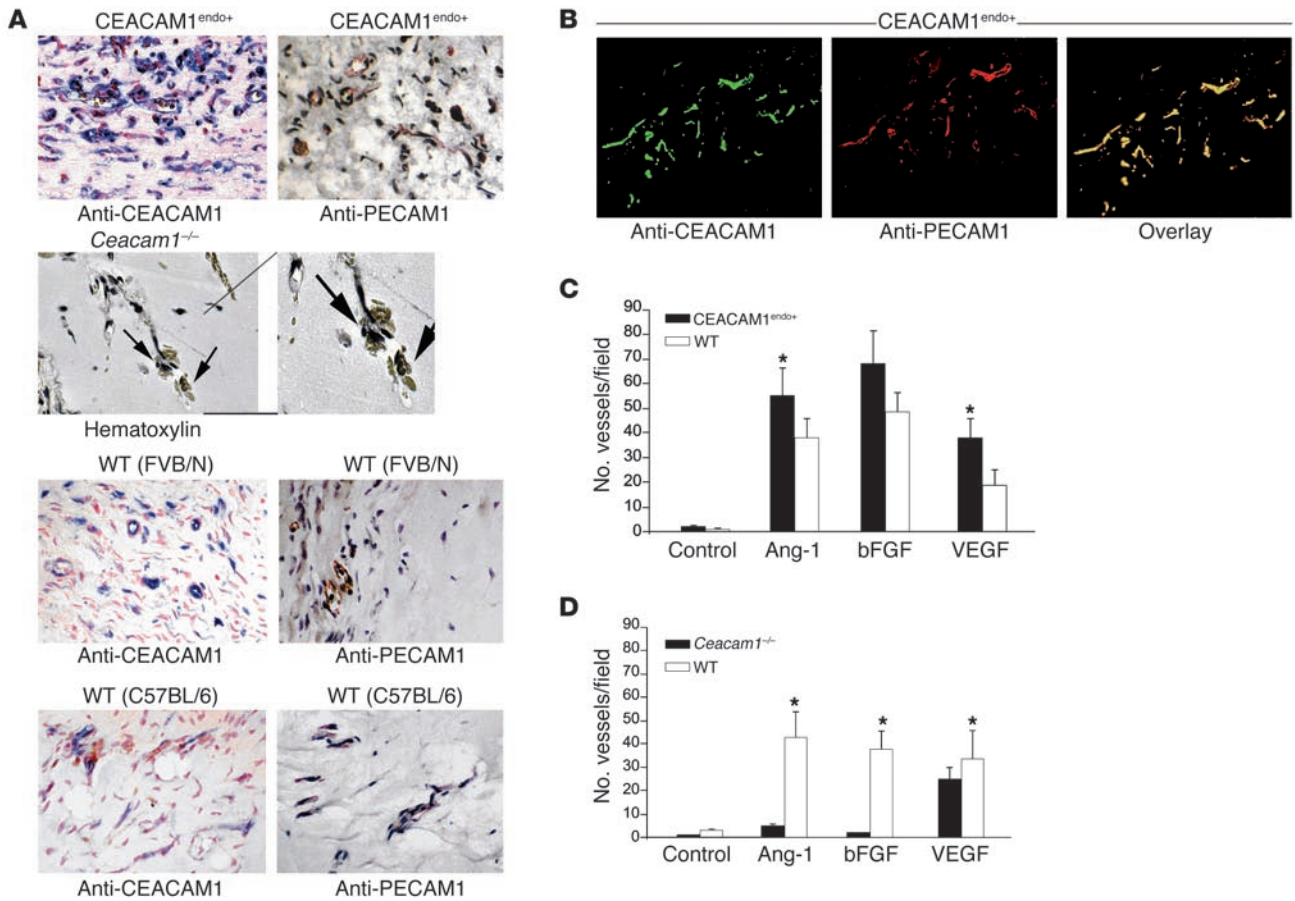 A
CEACAM1endo+ CEACAM1endo+
Anti-CEACAM1 Anti-PECAM1
Ceacam1–/–
Hematoxylin
WT (FVB/N) WT (FVB/N)
Anti-CEACAM1 Anti-PECAM1
WT (C57BL/6) WT (C57BL/6)
Anti-CEACAM1 Anti-PECAM1
B
CEACAM1endo+
Anti-CEACAM1 Anti-PECAM1 Overlay
C
No. vessels/field
90
80
70
60
50
40
30
20
10
0
CEACAM1endo+
WT
* *
Control Ang-1 bFGF VEGF
D
No. vessels/field
90
80
70
60
50
40
30
20
10
0
Ceacam1–/–
WT
* * *
Control Ang-1 bFGF VEGF